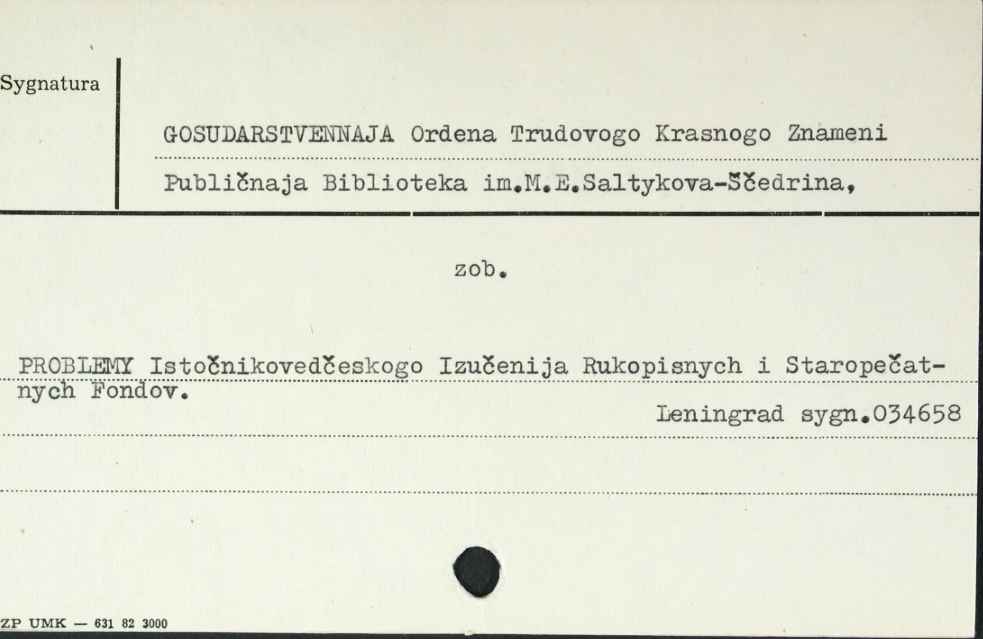 Sygnatura
GOSUDARSTVENNAJA Ordena Trudovogo Krasnogo Znameni
Publičnaja Biblioteka im.M.E.Saltykova-Ščedrina,
zob.
PROBLEMY Istočnikovedčeskogo Izučenija Rukopisnych i Staropečat-
nych Fondov.
Leningrad sygn.034658
ZP UMK — 631 82 3000